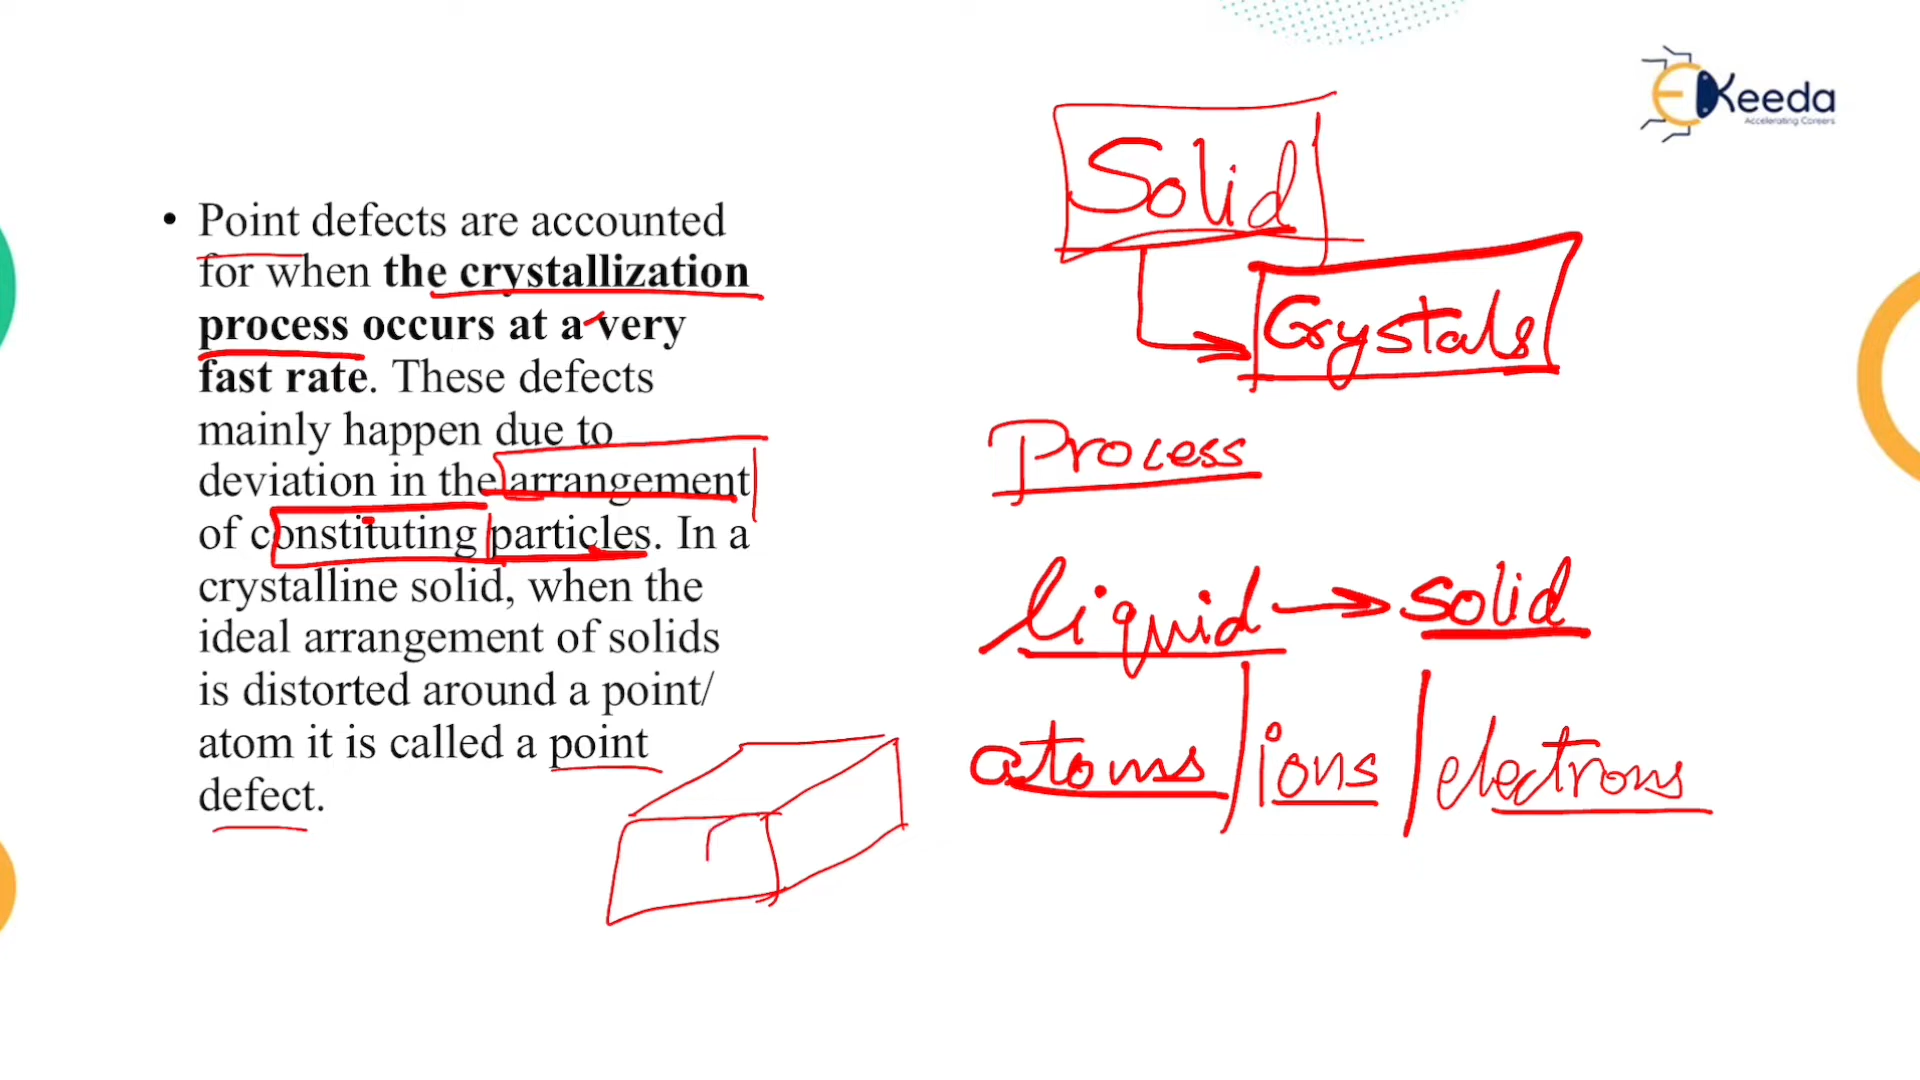 • Point defects are accounted
for when the crystallization
process occurs at a very
fast rate. These defects
mainly happen due to
deviation in the arrangement
of constituting particles. In a
crystalline solid, when the
ideal arrangement of solids
is distorted around a point/
atom it is called a point
defect.
EKeeda
Accelerating Careers
Solid
Crystals
Process
liquid → solid
atoms / ions / electrons